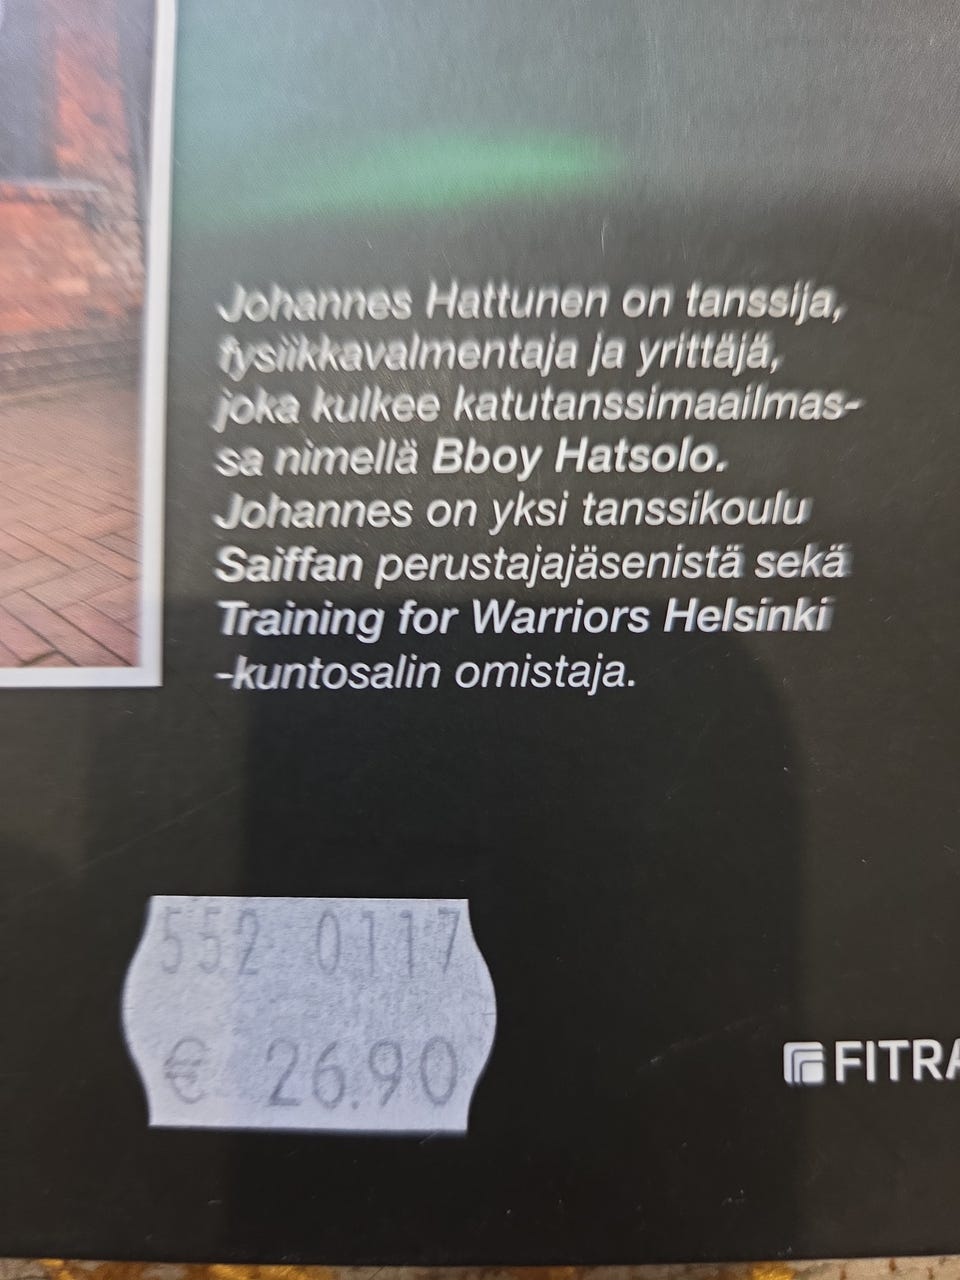 Johannes Hattunen on tanssija,
fysiikkavalmentaja ja yrittäjä,
joka kulkee katutanssimaailmas-
sa nimellä Bboy Hatsolo.
Johannes on yksi tanssikoulu
Saiffan perustajajäsenistä sekä
Training for Warriors Helsinki
-kuntosalin omistaja.
552 0117
€ 26.90
FITRA